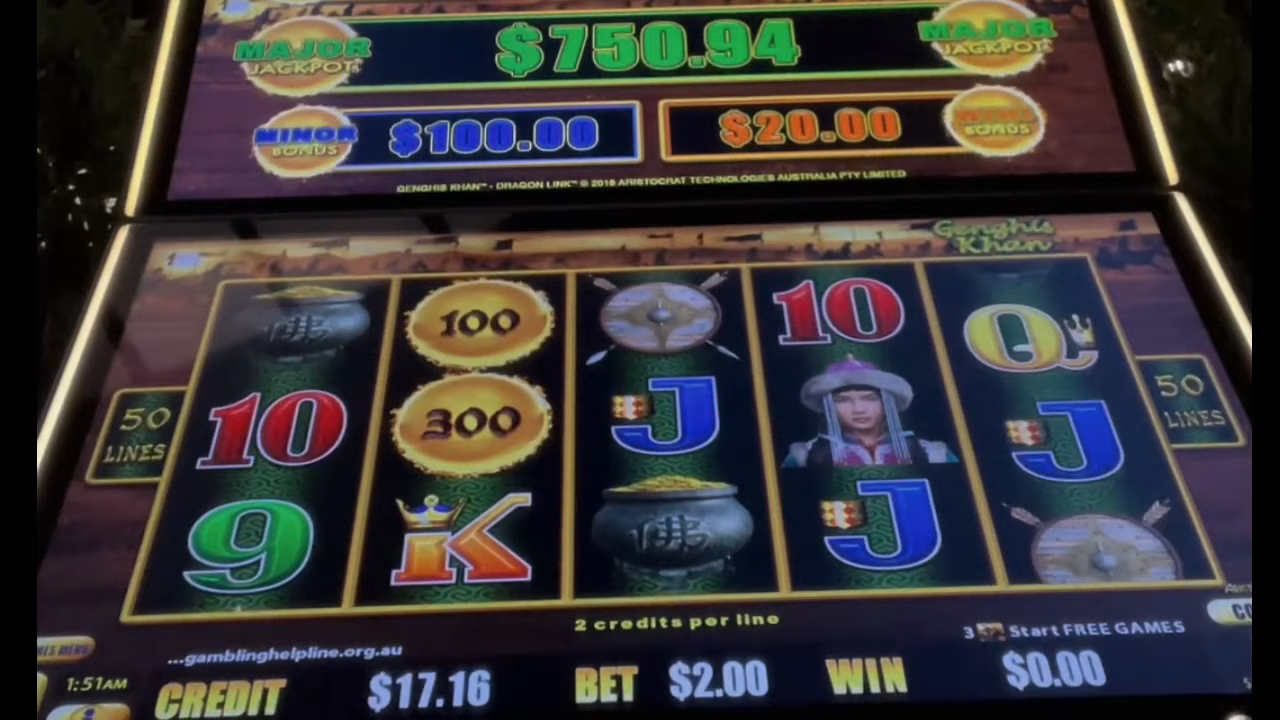 MAJOR JACKPOT
$750.94
MAJOR JACKPOT
MINOR BONUS
$100.00
$20.00
BONUS
GENGHIS KHAN™ - DRAGON LINK™ © 2018 ARISTOCRAT TECHNOLOGIES AUSTRALIA PTY LIMITED
Genghis Khan
佛
100
10
Q
50 LINES
10
300
J
J
50 LINES
9
K
佛
J
2 credits per line
3 Start FREE GAMES
...gamblinghelpline.org.au
1:51AM
CREDIT $17.16 BET $2.00 WIN $0.00